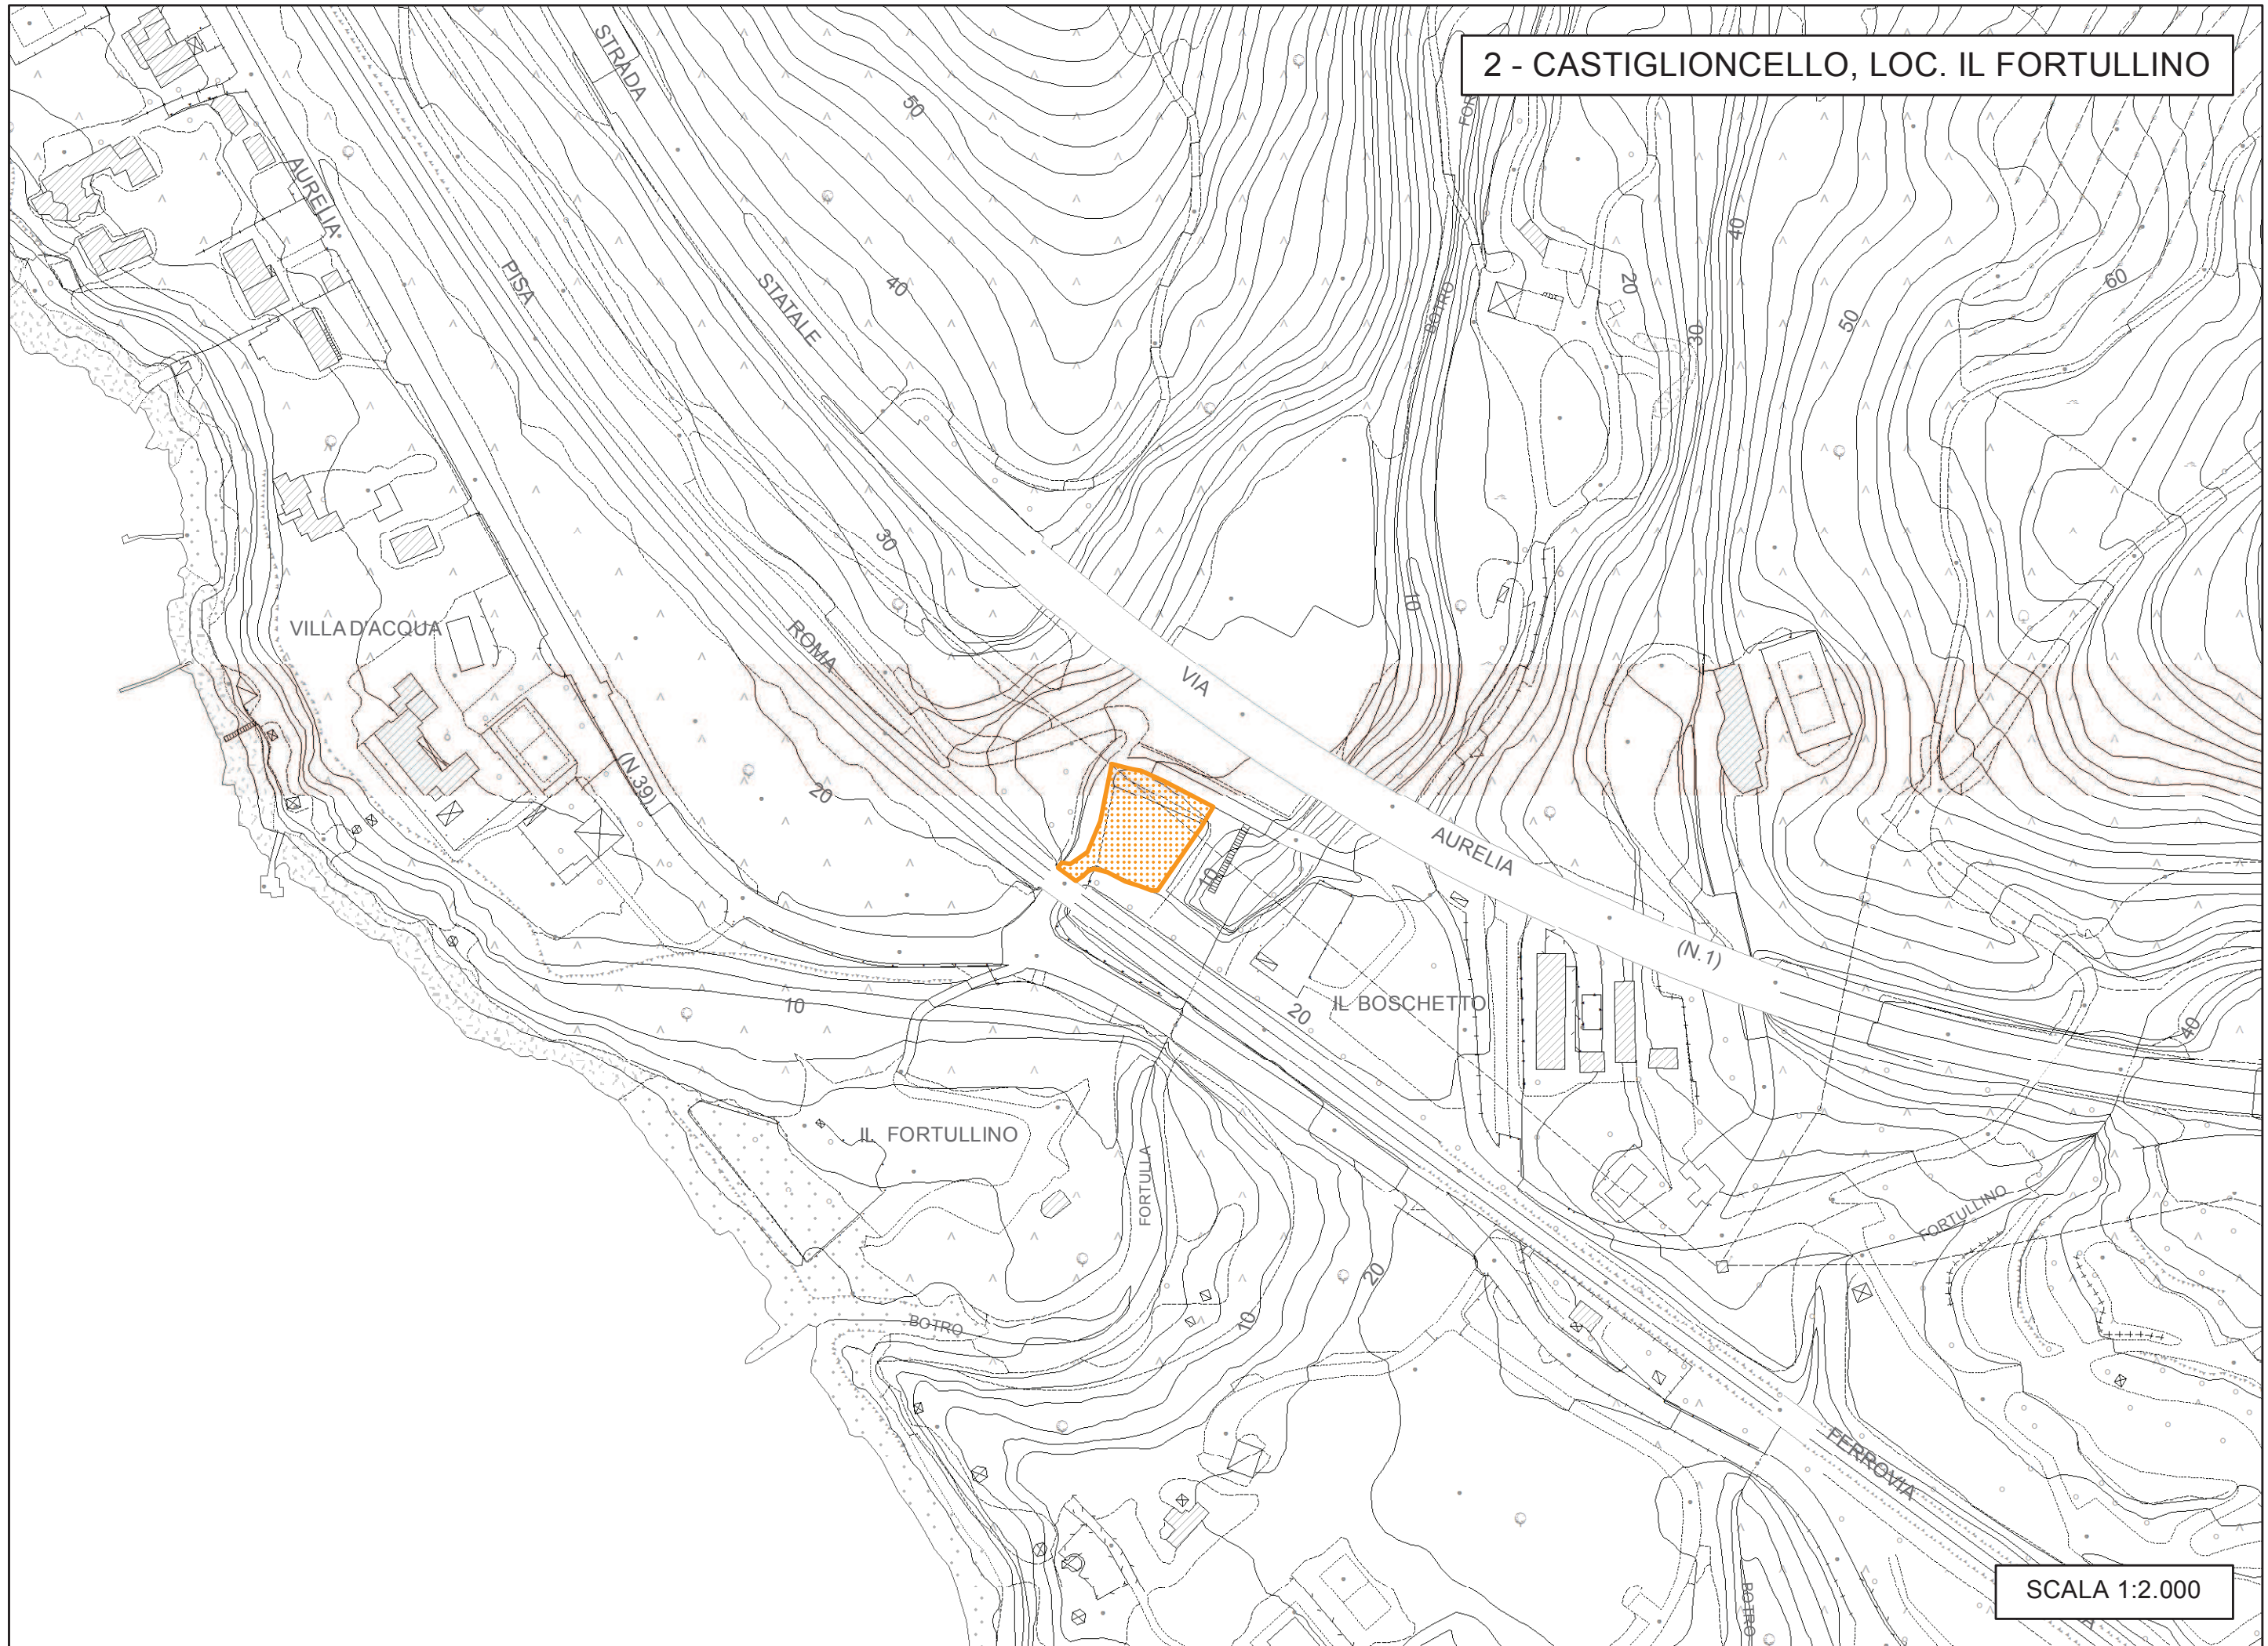 2 - CASTIGLIONCELLO, LOC. IL FORTULLINO
STRADA
50
FOR
AURELIA
PISA
STATALE
40
BOTRO
20
30
40
50
60
30
10
ROMA
VILLA D'ACQUA
VIA
(N.39)
20
AURELIA
10
(N.1)
10
20
IL BOSCHETTO
40
IL FORTULLINO
FORTULLA
FORTULLINO
BOTRO
10
20
FERROVIA
BOTRO
SCALA 1:2.000